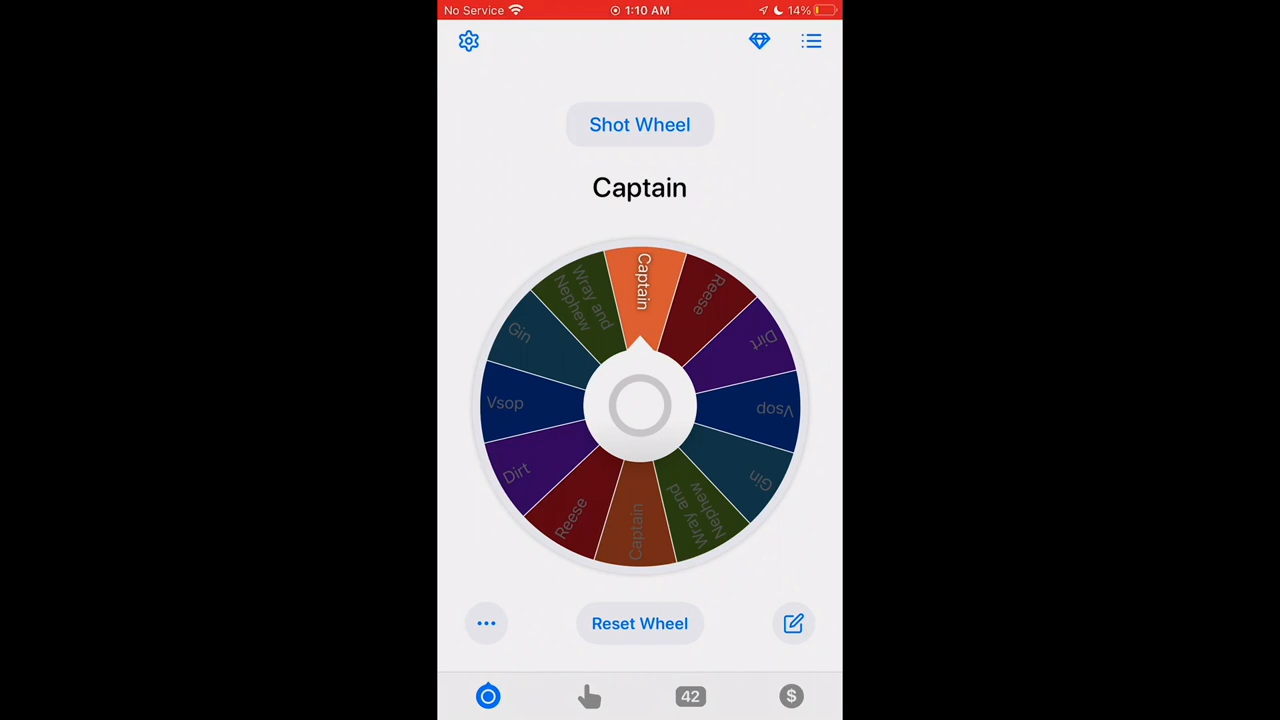 No Service 1:10 AM 14%
Shot Wheel
Captain
Captain
Reese
Dirt
Vsop
Gin
Wray and
Nephew
Captain
Reese
Dirt
Vsop
Gin
Wray and
Nephew
Reset Wheel
42
$